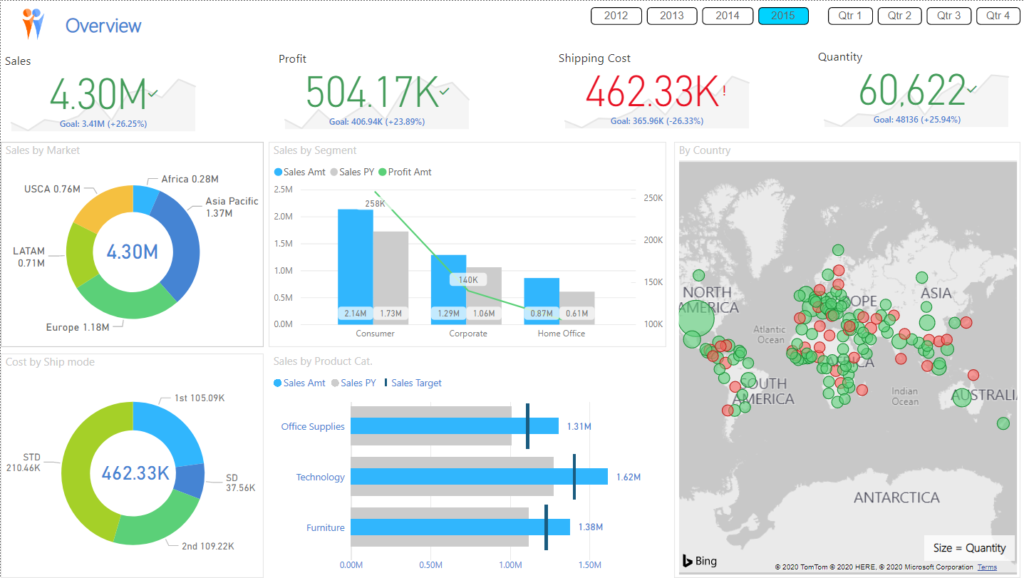 Overview
2012 2013 2014 2015 Qtr 1 Qtr 2 Qtr 3 Qtr 4
Sales
4.30M
Goal: 3.41M (+26.25%)
Profit
504.17K
Goal: 406.94K (+23.89%)
Shipping Cost
462.33K!
Goal: 365.96K (-26.33%)
Quantity
60,622
Goal: 48136 (+25.94%)
Sales by Market
USCA 0.76M
Africa 0.28M
Asia Pacific
1.37M
LATAM
0.71M
4.30M
Europe 1.18M
Sales by Segment
Sales Amt Sales PY Profit Amt
2.5M
2.0M
1.5M
1.0M
0.5M
0.0M
250K
200K
150K
100K
258K
140K
2.14M 1.73M 1.29M 1.06M 0.87M 0.61M
Consumer Corporate Home Office
By Country
NORTH
AMERICA
ASIA
Atlantic
Ocean
SOUTH
AMERICA
Indian
Ocean
AUSTRALI
ANTARCTICA
Size = Quantity
Bing
© 2020 TomTom © 2020 HERE, © 2020 Microsoft Corporation Terms
Cost by Ship mode
1st 105.09K
STD
210.46K
462.33K
SD
37.56K
2nd 109.22K
Sales by Product Cat.
Sales Amt Sales PY Sales Target
Office Supplies 1.31M
Technology 1.62M
Furniture 1.38M
0.00M 0.50M 1.00M 1.50M